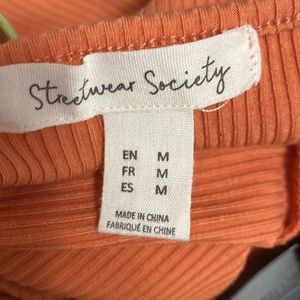 Streetwear Society
EN M
FR M
ES M
MADE IN CHINA
FABRIQUÉ EN CHINE